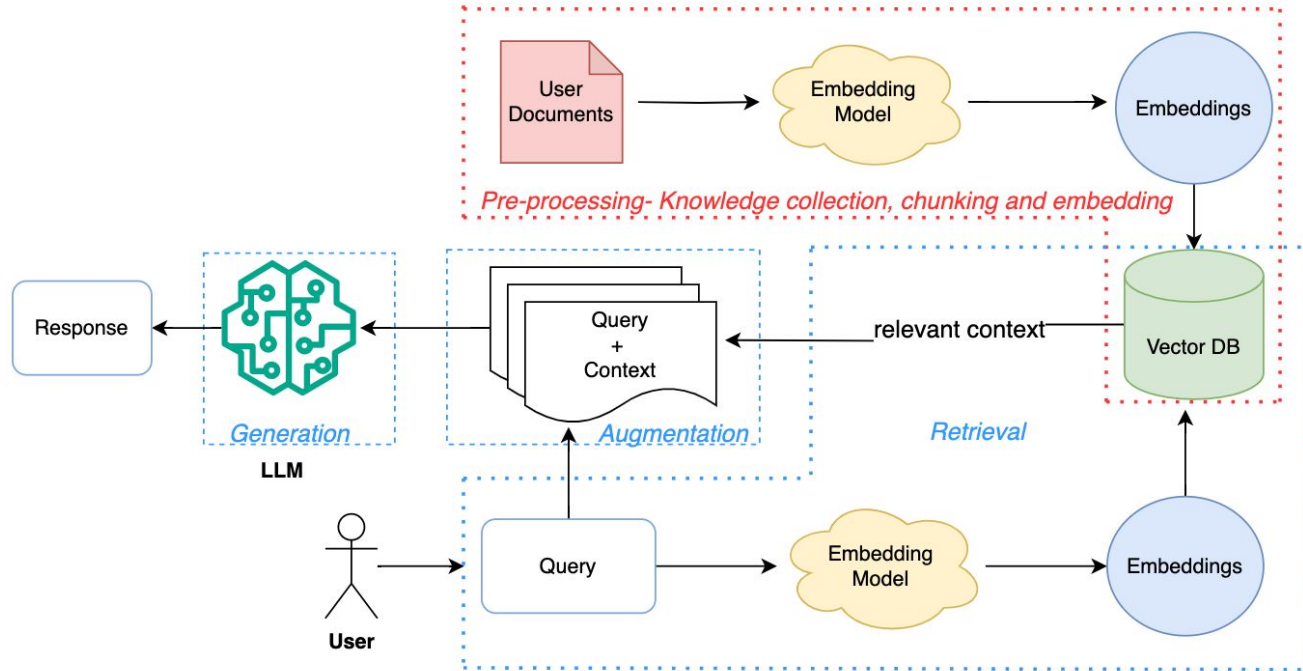 User
Documents
Embedding
Model
Embeddings
Pre-processing- Knowledge collection, chunking and embedding
Response
Generation
LLM
Query
+
Context
Augmentation
relevant context
Vector DB
Retrieval
User
Query
Embedding
Model
Embeddings